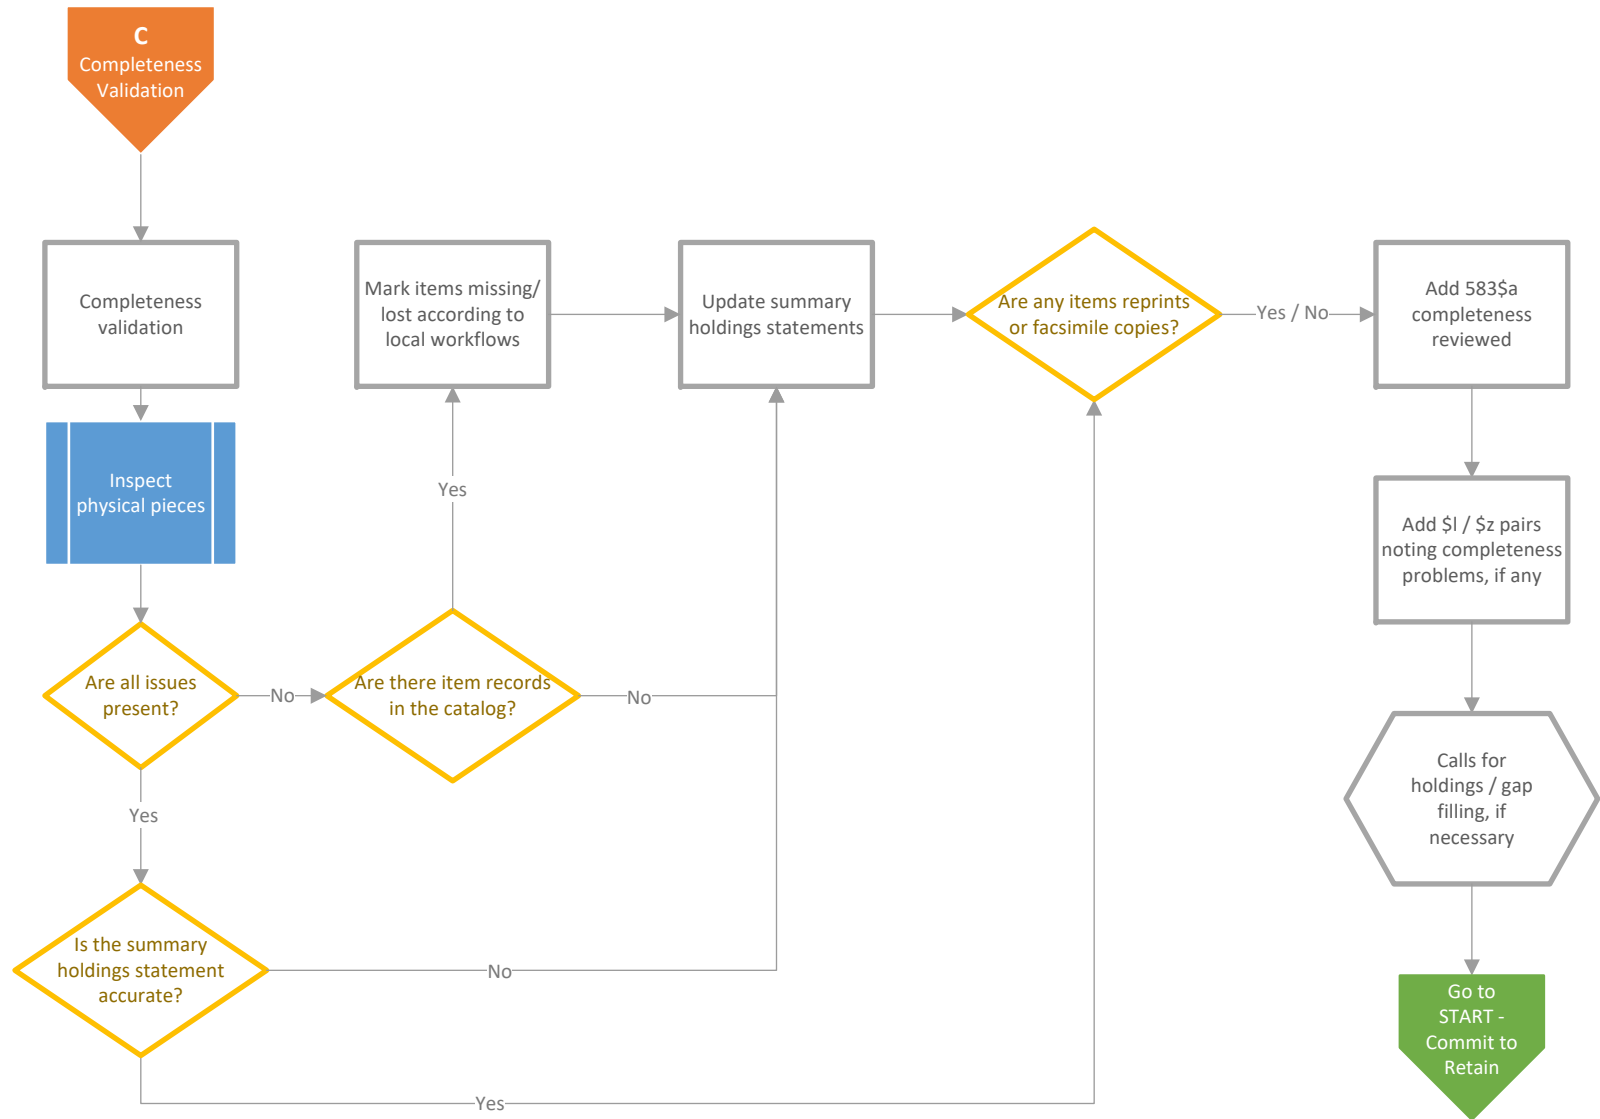 C
Completeness
Validation
Completeness
validation
Mark items missing/
lost according to
local workflows
Update summary
holdings statements
Are any items reprints
or facsimile copies?
Yes / No
Add 583$a
completeness
reviewed
Inspect
physical pieces
Yes
Add $l / $z pairs
noting completeness
problems, if any
Are all issues
present?
No
Are there item records
in the catalog?
No
Calls for
holdings / gap
filling, if
necessary
Yes
Is the summary
holdings statement
accurate?
No
Go to
START -
Commit to
Retain
Yes